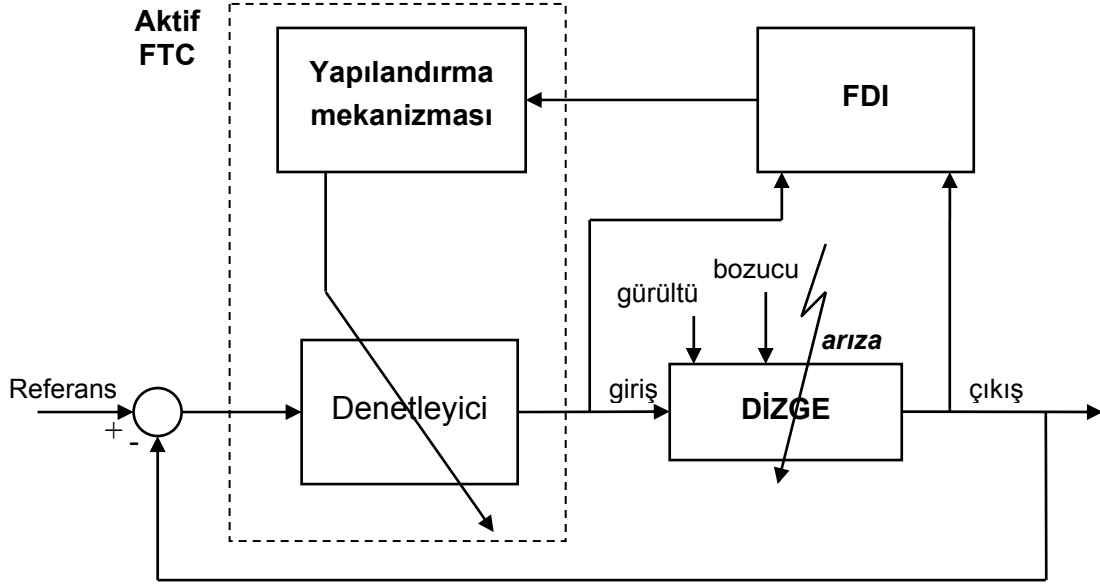 Aktif
FTC
Yapılandırma
mekanizması
FDI
bozucu
gürültü
arıza
Referans
+
-
Denetleyici
giriş
DİZGE
çıkış